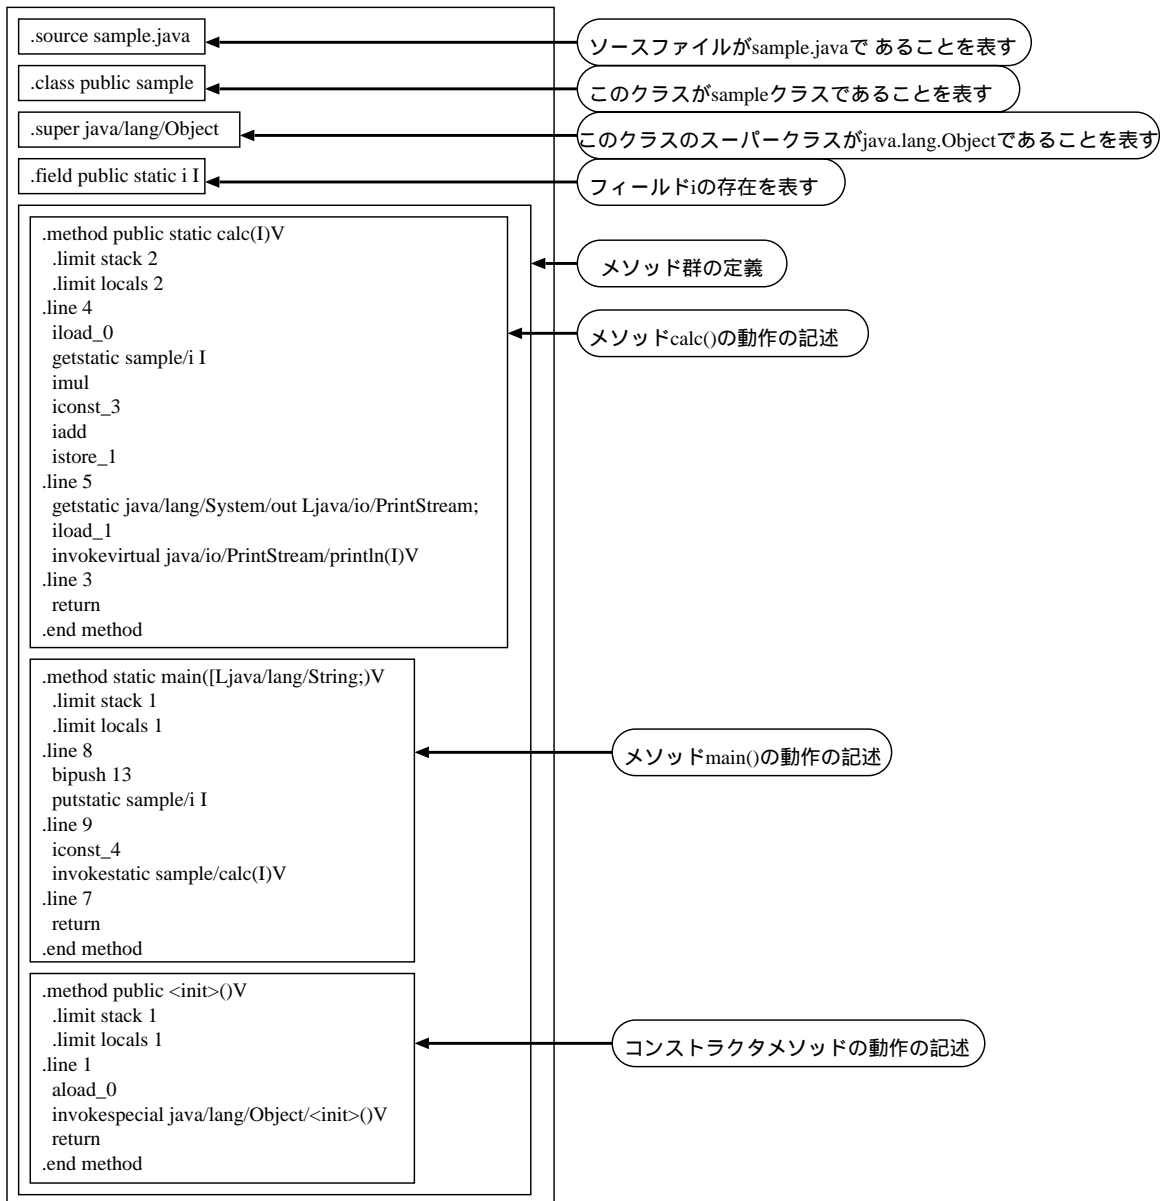 .source sample.java
ソースファイルがsample.javaで あることを表す
.class public sample
このクラスがsampleクラスであることを表す
.super java/lang/Object
このクラスのスーパークラスがjava.lang.Objectであることを表す
.field public static i I
フィールドiの存在を表す
メソッド群の定義
.method public static calc(I)V
.limit stack 2
.limit locals 2
.line 4
iload_0
getstatic sample/i I
imul
iconst_3
iadd
istore_1
.line 5
getstatic java/lang/System/out Ljava/io/PrintStream;
iload_1
invokevirtual java/io/PrintStream/println(I)V
.line 3
return
.end method
メソッドcalc()の動作の記述
.method static main([Ljava/lang/String;)V
.limit stack 1
.limit locals 1
.line 8
bipush 13
putstatic sample/i I
.line 9
iconst_4
invokestatic sample/calc(I)V
.line 7
return
.end method
メソッドmain()の動作の記述
.method public <init>()V
.limit stack 1
.limit locals 1
.line 1
aload_0
invokespecial java/lang/Object/<init>()V
return
.end method
コンストラクタメソッドの動作の記述